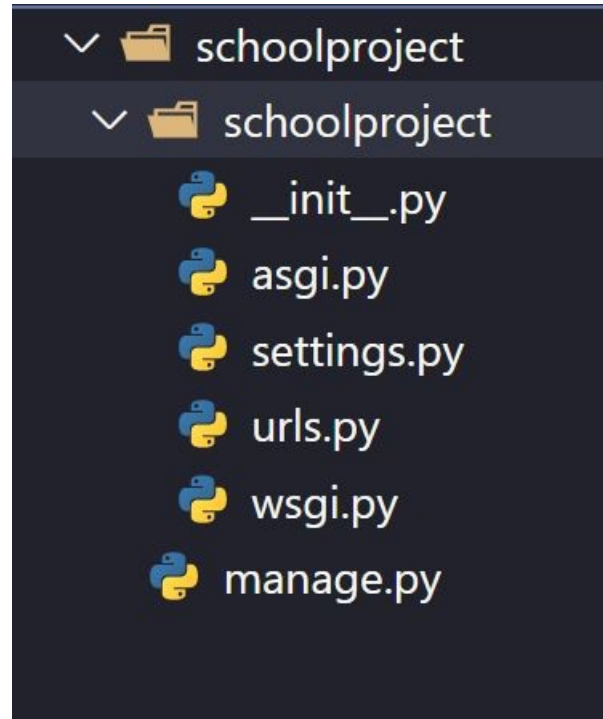 schoolproject
schoolproject
__init__.py
asgi.py
settings.py
urls.py
wsgi.py
manage.py